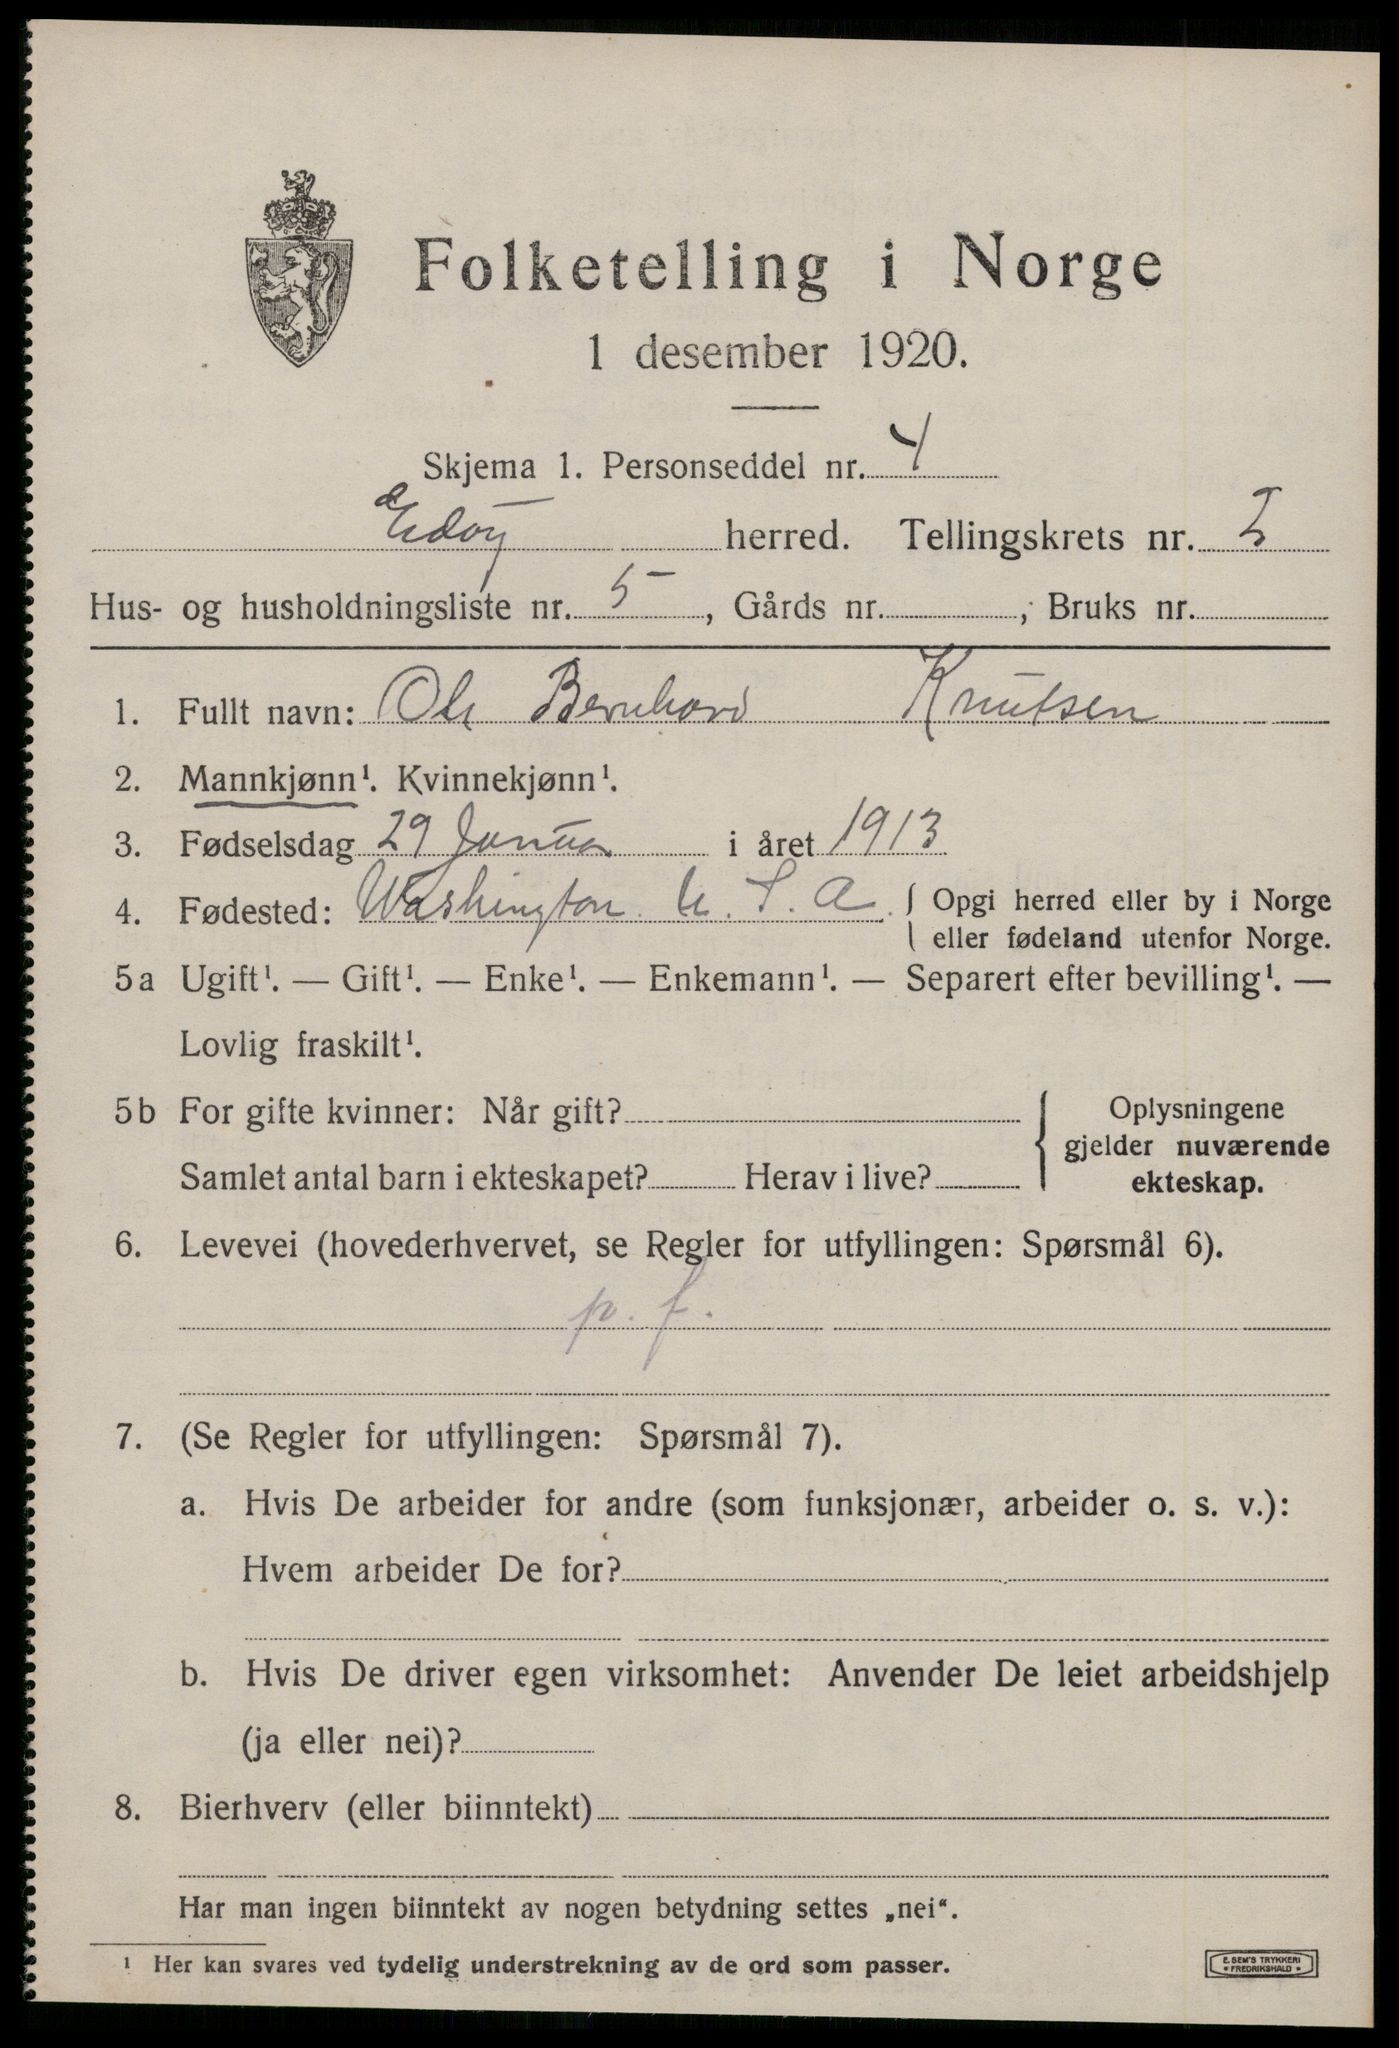 Folketelling i Norge
1 desember 1920.
Skjema 1. Personseddel nr. 4
Edøy herred. Tellingskrets nr. I
Hus- og husholdningsliste nr. 5, Gårds nr. ; Bruks nr.
1. Fullt navn: Ole Bernhard Knutsen
2. Mannkjønn¹. Kvinnekjønn¹.
3. Fødselsdag 29 Januar i året 1913
4. Fødested: Washington U. S. A. Opgi herred eller by i Norge
eller fødeland utenfor Norge.
5a Ugift¹. — Gift¹. — Enke¹. — Enkemann¹. — Separert efter bevilling¹. —
Lovlig fraskilt¹.
5b For gifte kvinner: Når gift? Oplysningene
gjelder nuværende
Samlet antal barn i ekteskapet? Herav i live? ekteskap.
6. Levevei (hovederhvervet, se Regler for utfyllingen: Spørsmål 6).
p. f.
7. (Se Regler for utfyllingen: Spørsmål 7).
a. Hvis De arbeider for andre (som funksjonær, arbeider o. s. v.):
Hvem arbeider De for?
b. Hvis De driver egen virksomhet: Anvender De leiet arbeidshjelp
(ja eller nei)?
8. Bierhverv (eller biinntekt)
Har man ingen biinntekt av nogen betydning settes „nei“.
¹ Her kan svares ved tydelig understrekning av de ord som passer.
E. SEM'S TRYKKERI
• FREDRIKSHALD •